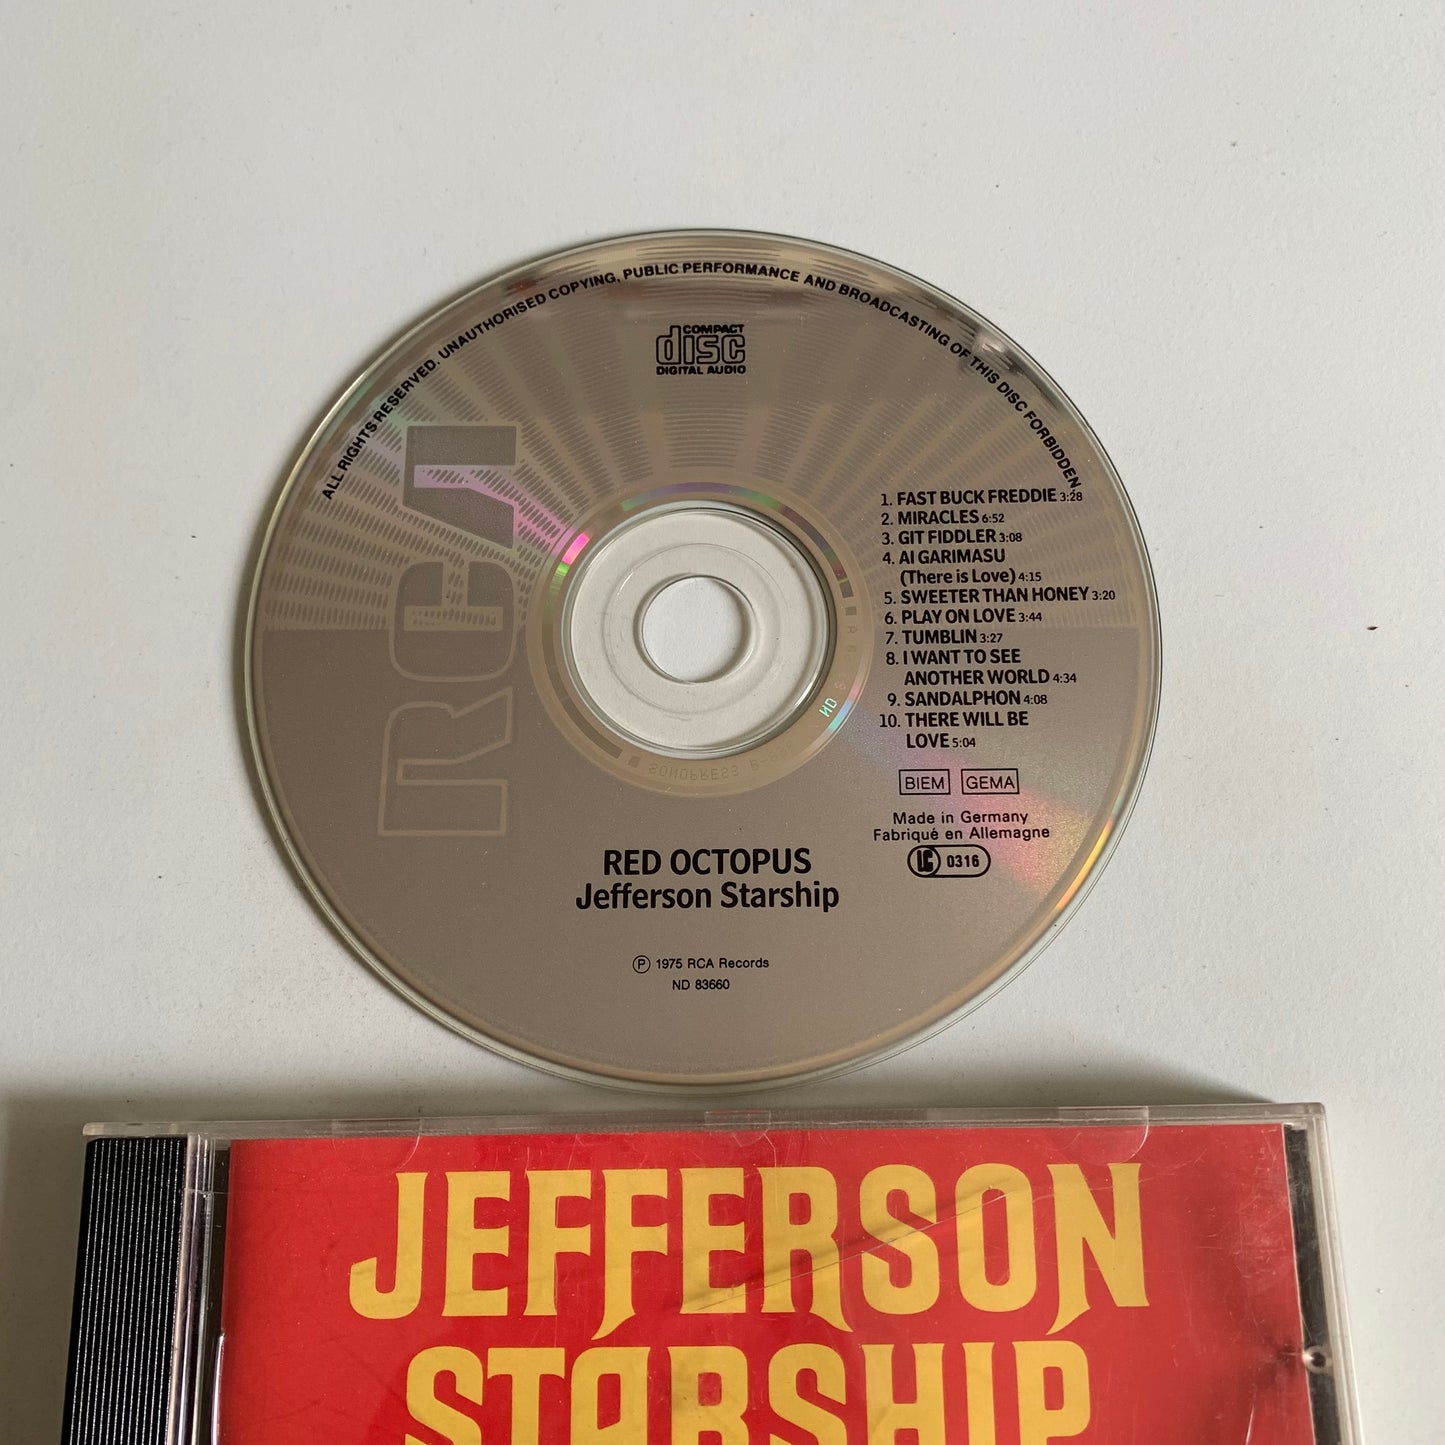 ALL RIGHTS RESERVED. UNAUTHORISED COPYING, PUBLIC PERFORMANCE AND BROADCASTING OF THIS DISC FORBIDDEN
COMPACT
disc
DIGITAL AUDIO
RCA
1. FAST BUCK FREDDIE 3:28
2. MIRACLES 6:52
3. GIT FIDDLER 3:08
4. AI GARIMASU
(There is Love) 4:15
5. SWEETER THAN HONEY 3:20
6. PLAY ON LOVE 3:44
7. TUMBLIN 3:27
8. I WANT TO SEE
ANOTHER WORLD 4:34
9. SANDALPHON 4:08
10. THERE WILL BE
LOVE 5:04
BIEM GEMA
Made in Germany
Fabriqué en Allemagne
LC 0316
SONOPRESS
RED OCTOPUS
Jefferson Starship
Ⓟ 1975 RCA Records
ND 83660
JEFFERSON
STARSHIP